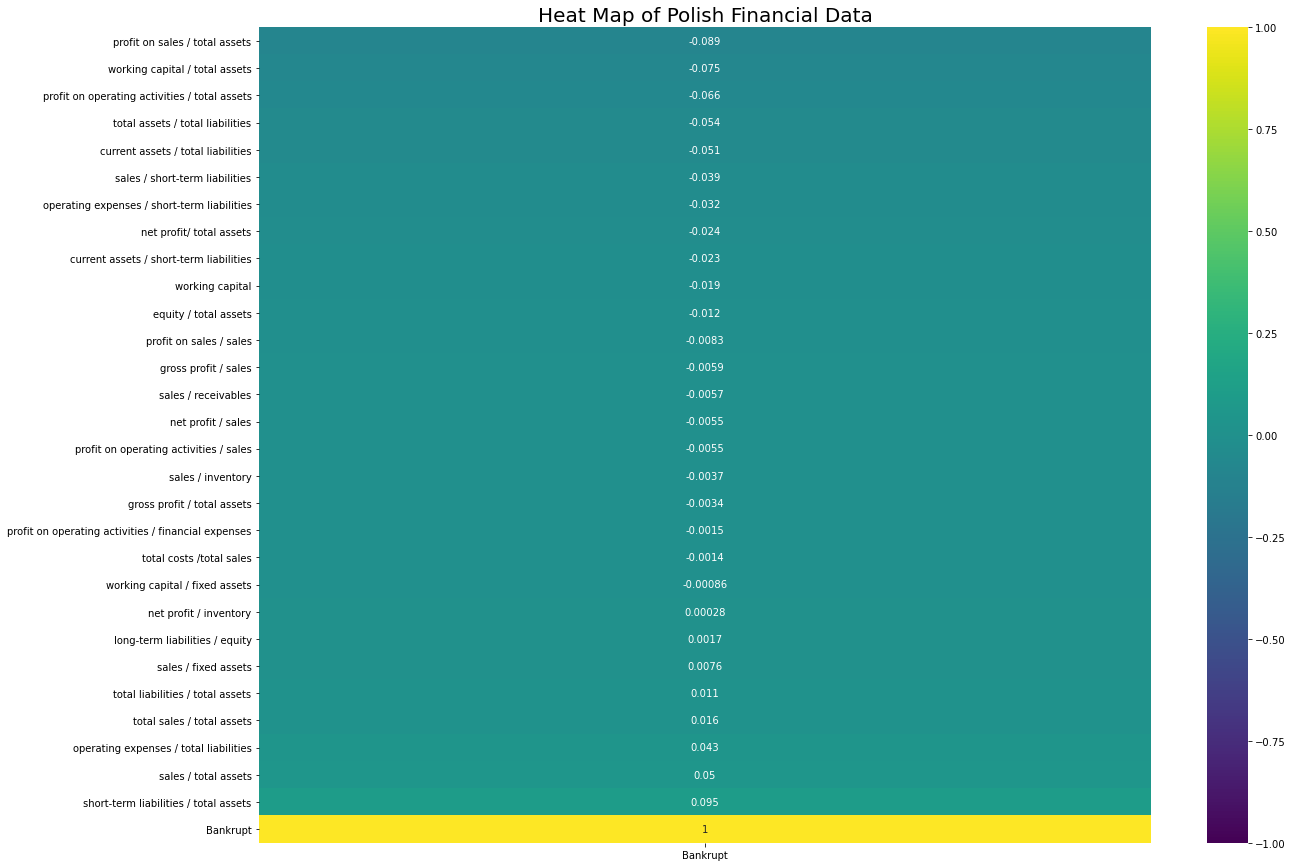 Heat Map of Polish Financial Data
profit on sales / total assets -0.089
working capital / total assets -0.075
profit on operating activities / total assets -0.066
total assets / total liabilities -0.054
current assets / total liabilities -0.051
sales / short-term liabilities -0.039
operating expenses / short-term liabilities -0.032
net profit/ total assets -0.024
current assets / short-term liabilities -0.023
working capital -0.019
equity / total assets -0.012
profit on sales / sales -0.0083
gross profit / sales -0.0059
sales / receivables -0.0057
net profit / sales -0.0055
profit on operating activities / sales -0.0055
sales / inventory -0.0037
gross profit / total assets -0.0034
profit on operating activities / financial expenses -0.0015
total costs /total sales -0.0014
working capital / fixed assets -0.00086
net profit / inventory 0.00028
long-term liabilities / equity 0.0017
sales / fixed assets 0.0076
total liabilities / total assets 0.011
total sales / total assets 0.016
operating expenses / total liabilities 0.043
sales / total assets 0.05
short-term liabilities / total assets 0.095
Bankrupt 1
Bankrupt
1.00
0.75
0.50
0.25
0.00
−0.25
−0.50
−0.75
−1.00